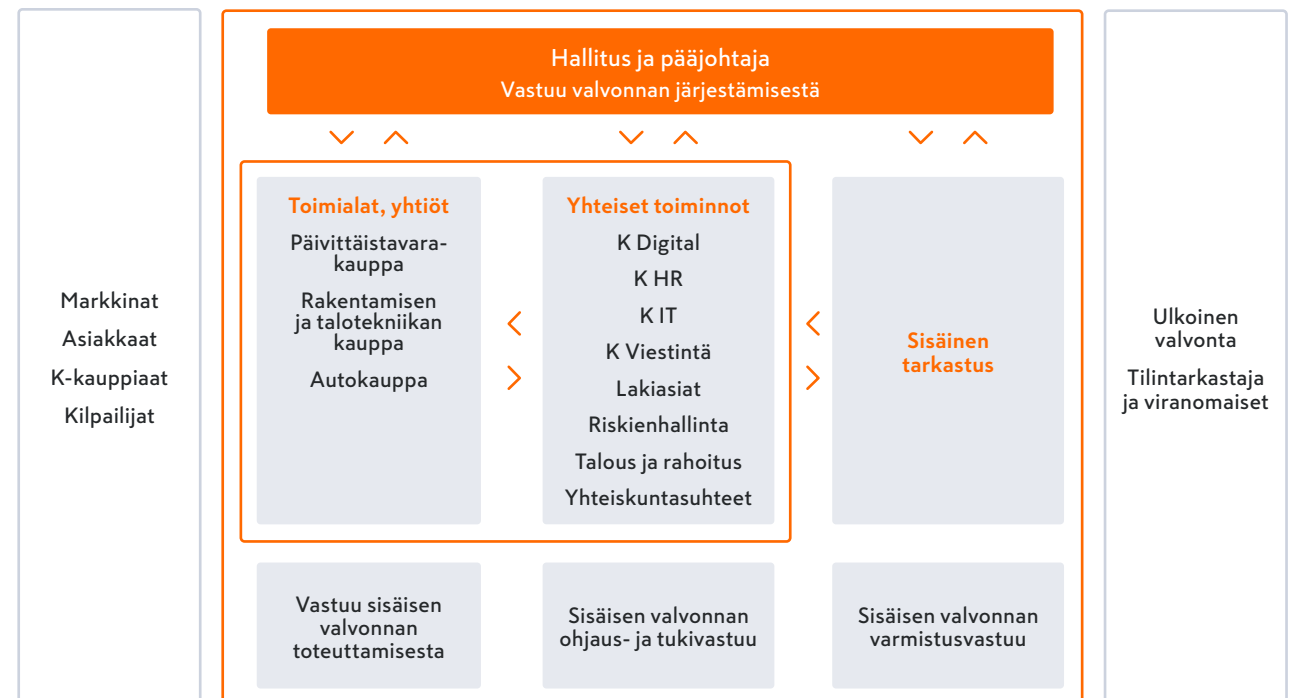 Hallitus ja pääjohtaja
Vastuu valvonnan järjestämisestä
Markkinat
Asiakkaat
K-kauppiaat
Kilpailijat
Toimialat, yhtiöt
Päivittäistavara-
kauppa
Rakentamisen
ja talotekniikan
kauppa
Autokauppa
Yhteiset toiminnot
K Digital
K HR
K IT
K Viestintä
Lakiasiat
Riskienhallinta
Talous ja rahoitus
Yhteiskuntasuhteet
Sisäinen
tarkastus
Vastuu sisäisen
valvonnan
toteuttamisesta
Sisäisen valvonnan
ohjaus- ja tukivastuu
Sisäisen valvonnan
varmistusvastuu
Ulkoinen
valvonta
Tilintarkastaja
ja viranomaiset